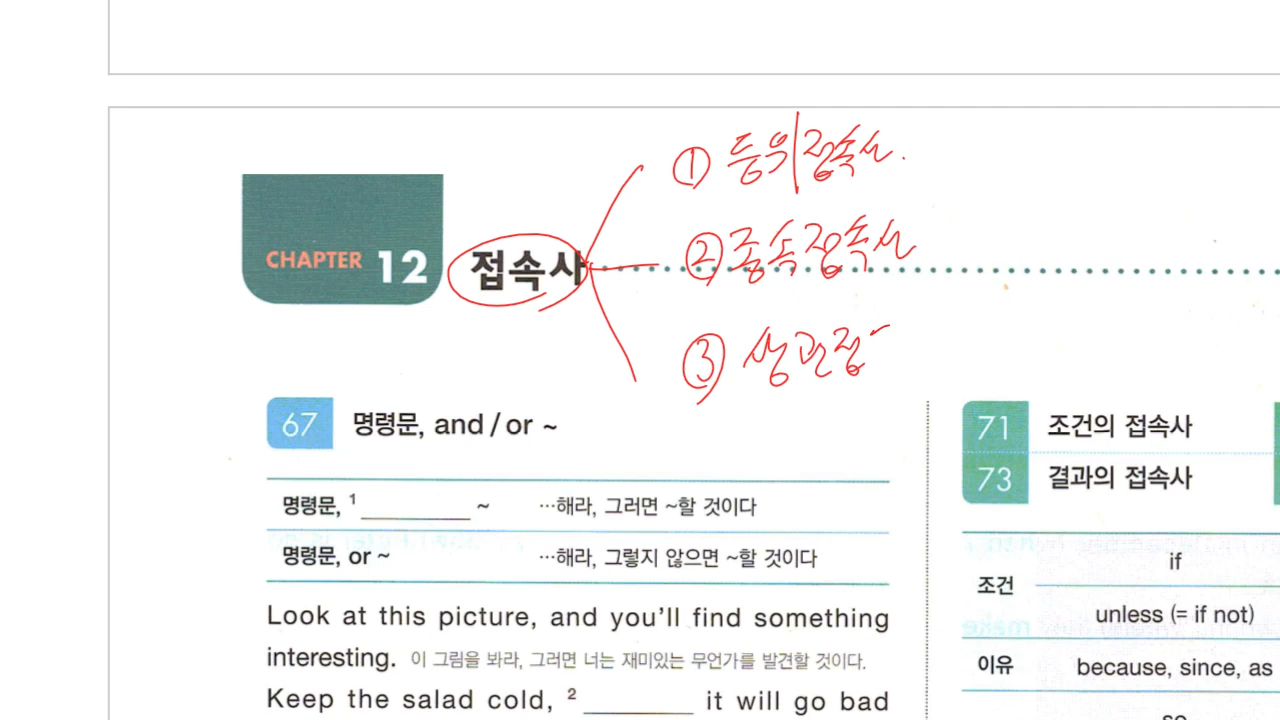 ① 등위접속사.
CHAPTER 12 접속사
② 종속접속사
③ 상관접
67 명령문, and / or ~
명령문, ¹ ________ ~ …해라, 그러면 ~할 것이다
명령문, or ~ …해라, 그렇지 않으면 ~할 것이다
Look at this picture, and you'll find something
interesting. 이 그림을 봐라, 그러면 너는 재미있는 무언가를 발견할 것이다.
Keep the salad cold, ² ________ it will go bad
71 조건의 접속사
73 결과의 접속사
조건 if
unless (= if not)
이유 because, since, as
so